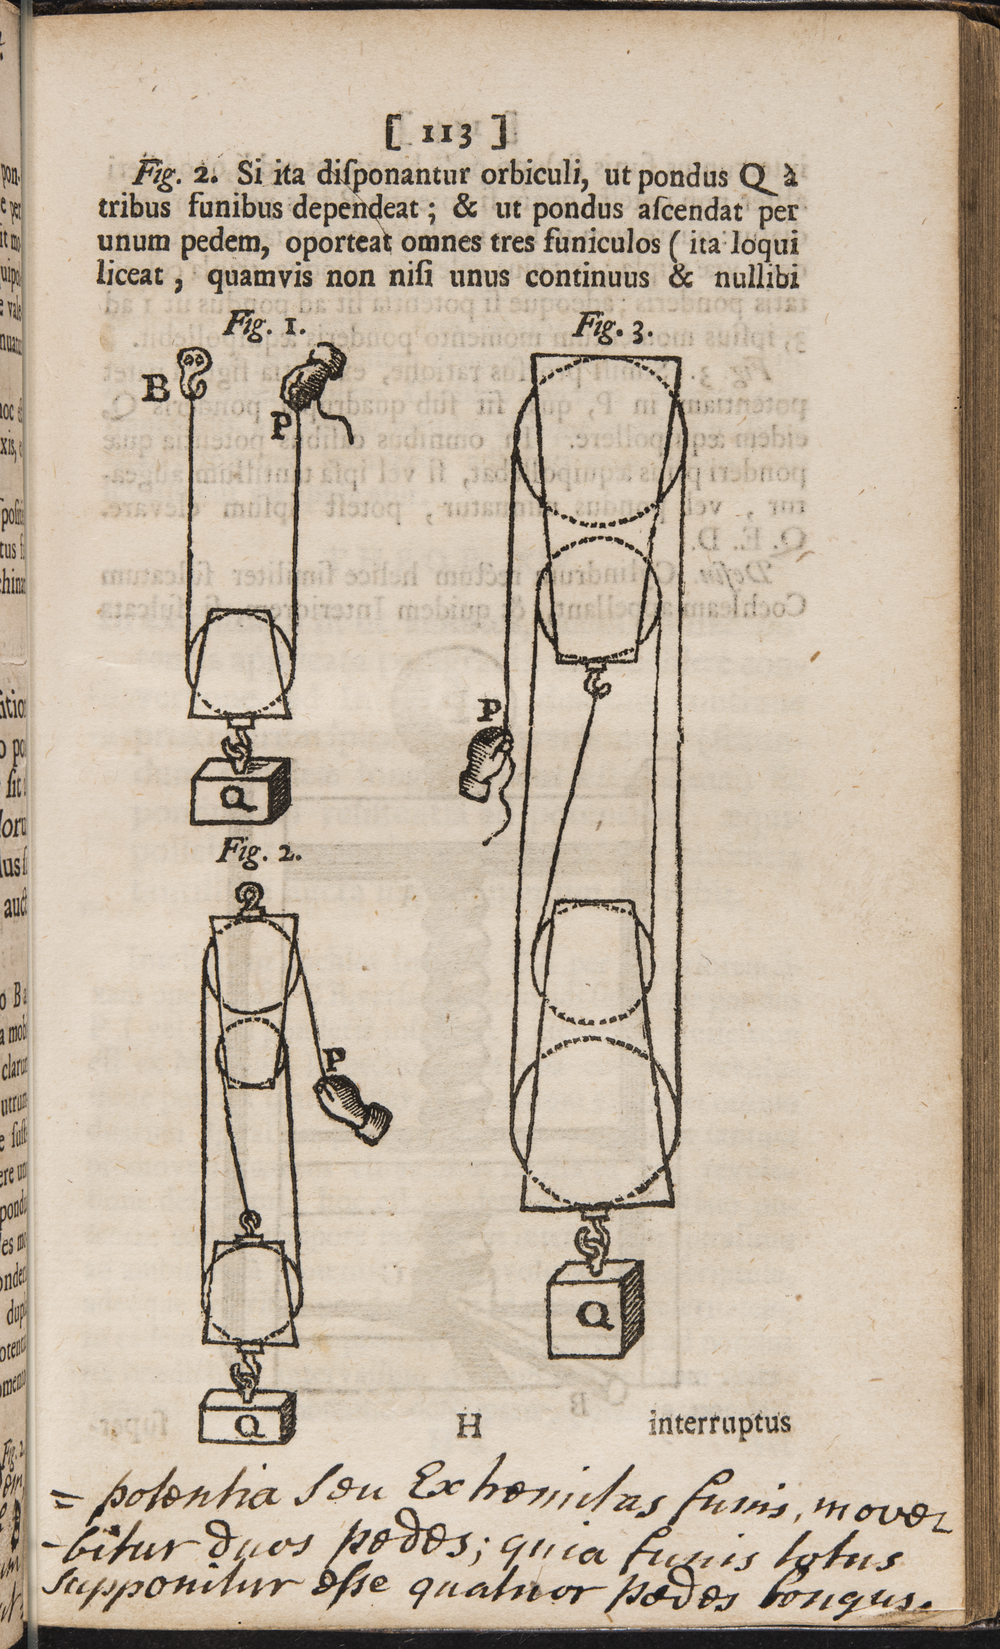 [ 113 ]
Fig. 2. Si ita diſponantur orbiculi, ut pondus Q à
tribus funibus dependeat ; & ut pondus aſcendat per
unum pedem, oporteat omnes tres funiculos ( ita loqui
liceat , quamvis non niſi unus continuus & nullibi
Fig. 1.
B
P
Q
Fig. 2.
P
Q
Fig. 3.
P
Q
H
interruptus
= potentia seu Extremitas funis, move=
-bitur duos pedes; quia funis totus
supponitur esse quatuor pedes longus.